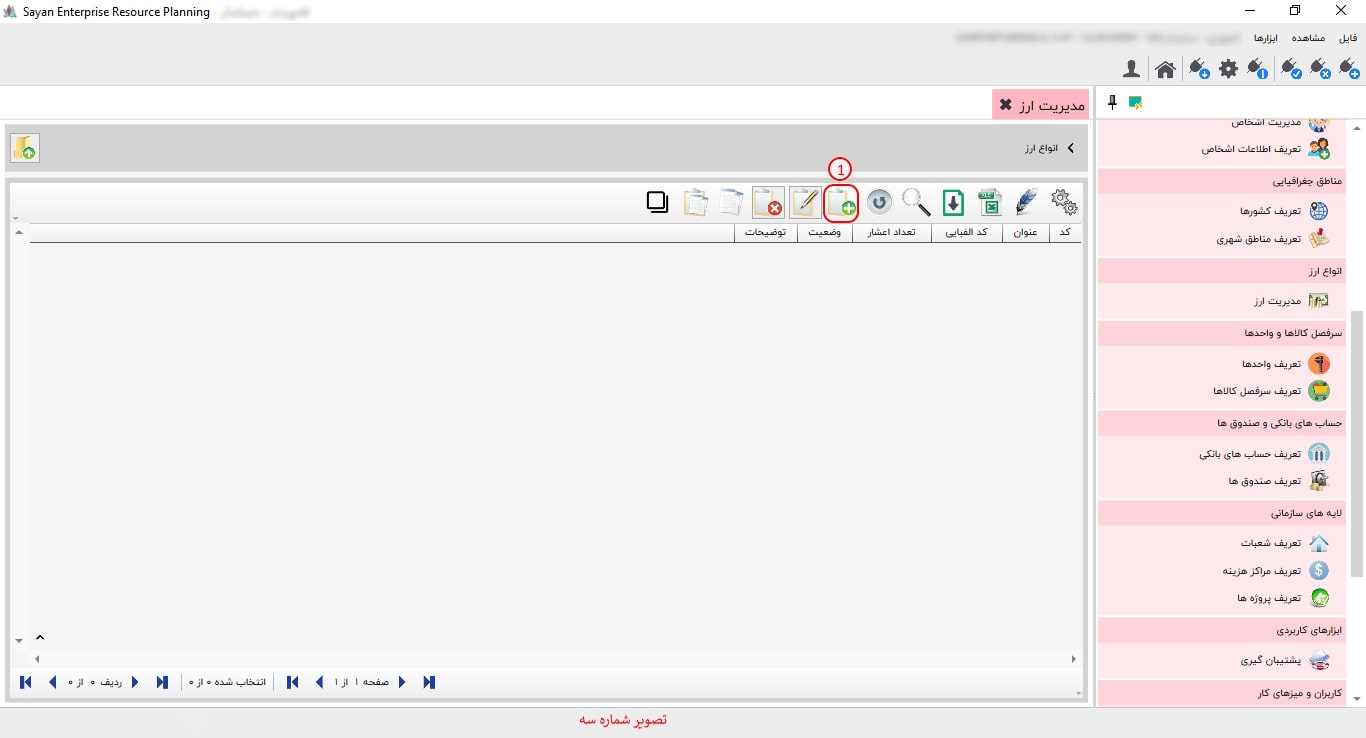 Sayan Enterprise Resource Planning
فایل
مشاهده
ابزارها
مدیریت ارز
انواع ارز
1
کد
عنوان
کد الفبایی
تعداد اعشار
وضعیت
توضیحات
مدیریت اشخاص
تعریف اطلاعات اشخاص
مناطق جغرافیایی
تعریف کشورها
تعریف مناطق شهری
انواع ارز
مدیریت ارز
سرفصل کالاها و واحدها
تعریف واحدها
تعریف سرفصل کالاها
حساب های بانکی و صندوق ها
تعریف حساب های بانکی
تعریف صندوق ها
لایه های سازمانی
تعریف شعبات
تعریف مراکز هزینه
تعریف پروژه ها
ابزارهای کاربردی
پشتیبان گیری
کاربران و میزهای کار
صفحه ۱ از ۱
انتخاب شده ۰ از ۰
ردیف ۰ از ۰
تصویر شماره سه